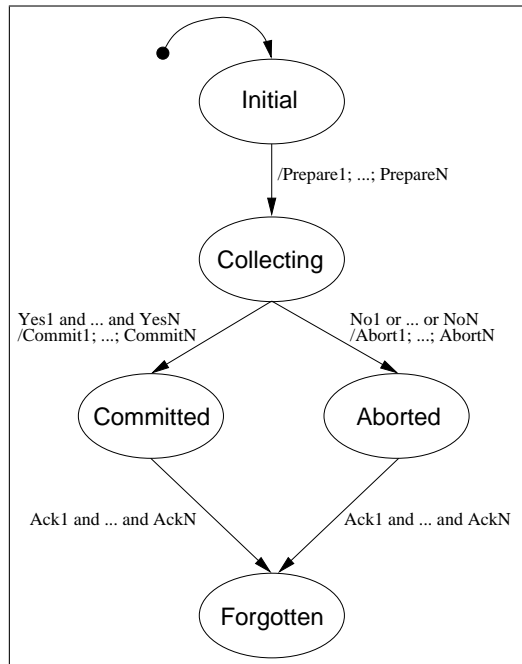 Initial
/Prepare1; ...; PrepareN
Collecting
Yes1 and ... and YesN
/Commit1; ...; CommitN
No1 or ... or NoN
/Abort1; ...; AbortN
Committed
Aborted
Ack1 and ... and AckN
Ack1 and ... and AckN
Forgotten